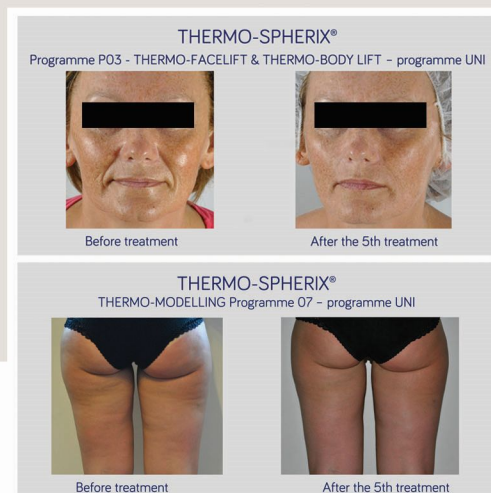 THERMO-SPHERIX®
Programme P03 - THERMO-FACELIFT & THERMO-BODY LIFT – programme UNI
Before treatment
After the 5th treatment
THERMO-SPHERIX®
THERMO-MODELLING Programme 07 – programme UNI
Before treatment
After the 5th treatment